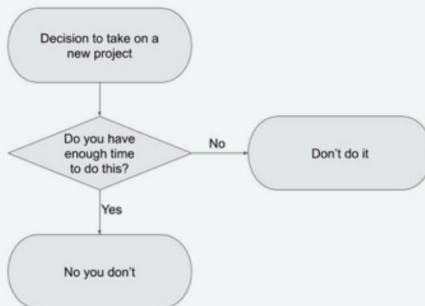 Decision to take on a
new project
Do you have
enough time
to do this?
No
Don't do it
Yes
No you don't